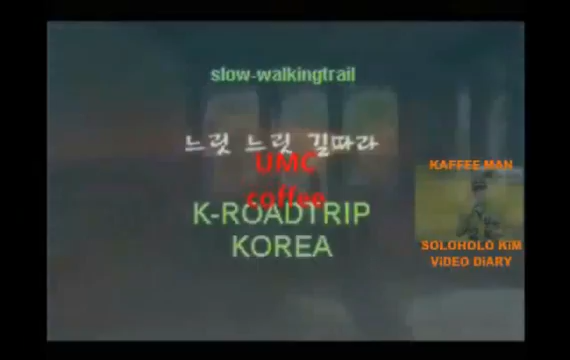 slow-walkingtrail
느릿 느릿 길따라
UMC
coffee
K-ROADTRIP
KOREA
KAFFEE MAN
SOLOHOLO KiM
ViDEO DiARY